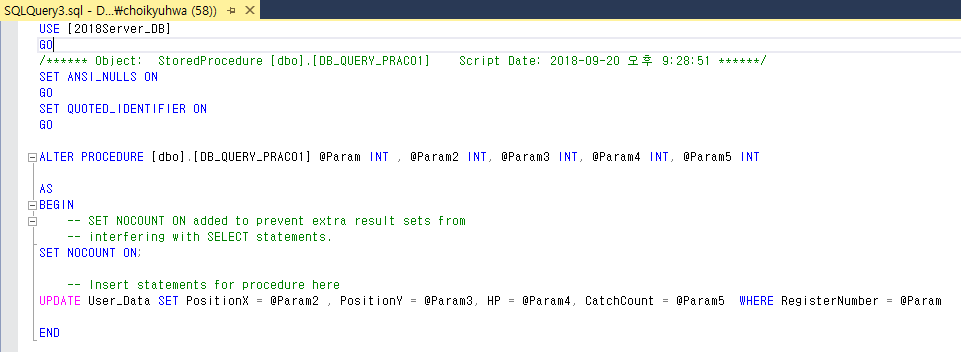 SQLQuery3.sql - D...₩choikyuhwa (58))
USE [2018Server_DB]
GO
/****** Object:  StoredProcedure [dbo].[DB_QUERY_PRAC01]    Script Date: 2018-09-20 오후 9:28:51 ******/
SET ANSI_NULLS ON
GO
SET QUOTED_IDENTIFIER ON
GO
ALTER PROCEDURE [dbo].[DB_QUERY_PRAC01] @Param INT , @Param2 INT, @Param3 INT, @Param4 INT, @Param5 INT
AS
BEGIN
-- SET NOCOUNT ON added to prevent extra result sets from
-- interfering with SELECT statements.
SET NOCOUNT ON;
-- Insert statements for procedure here
UPDATE User_Data SET PositionX = @Param2 , PositionY = @Param3, HP = @Param4, CatchCount = @Param5  WHERE RegisterNumber = @Param
END